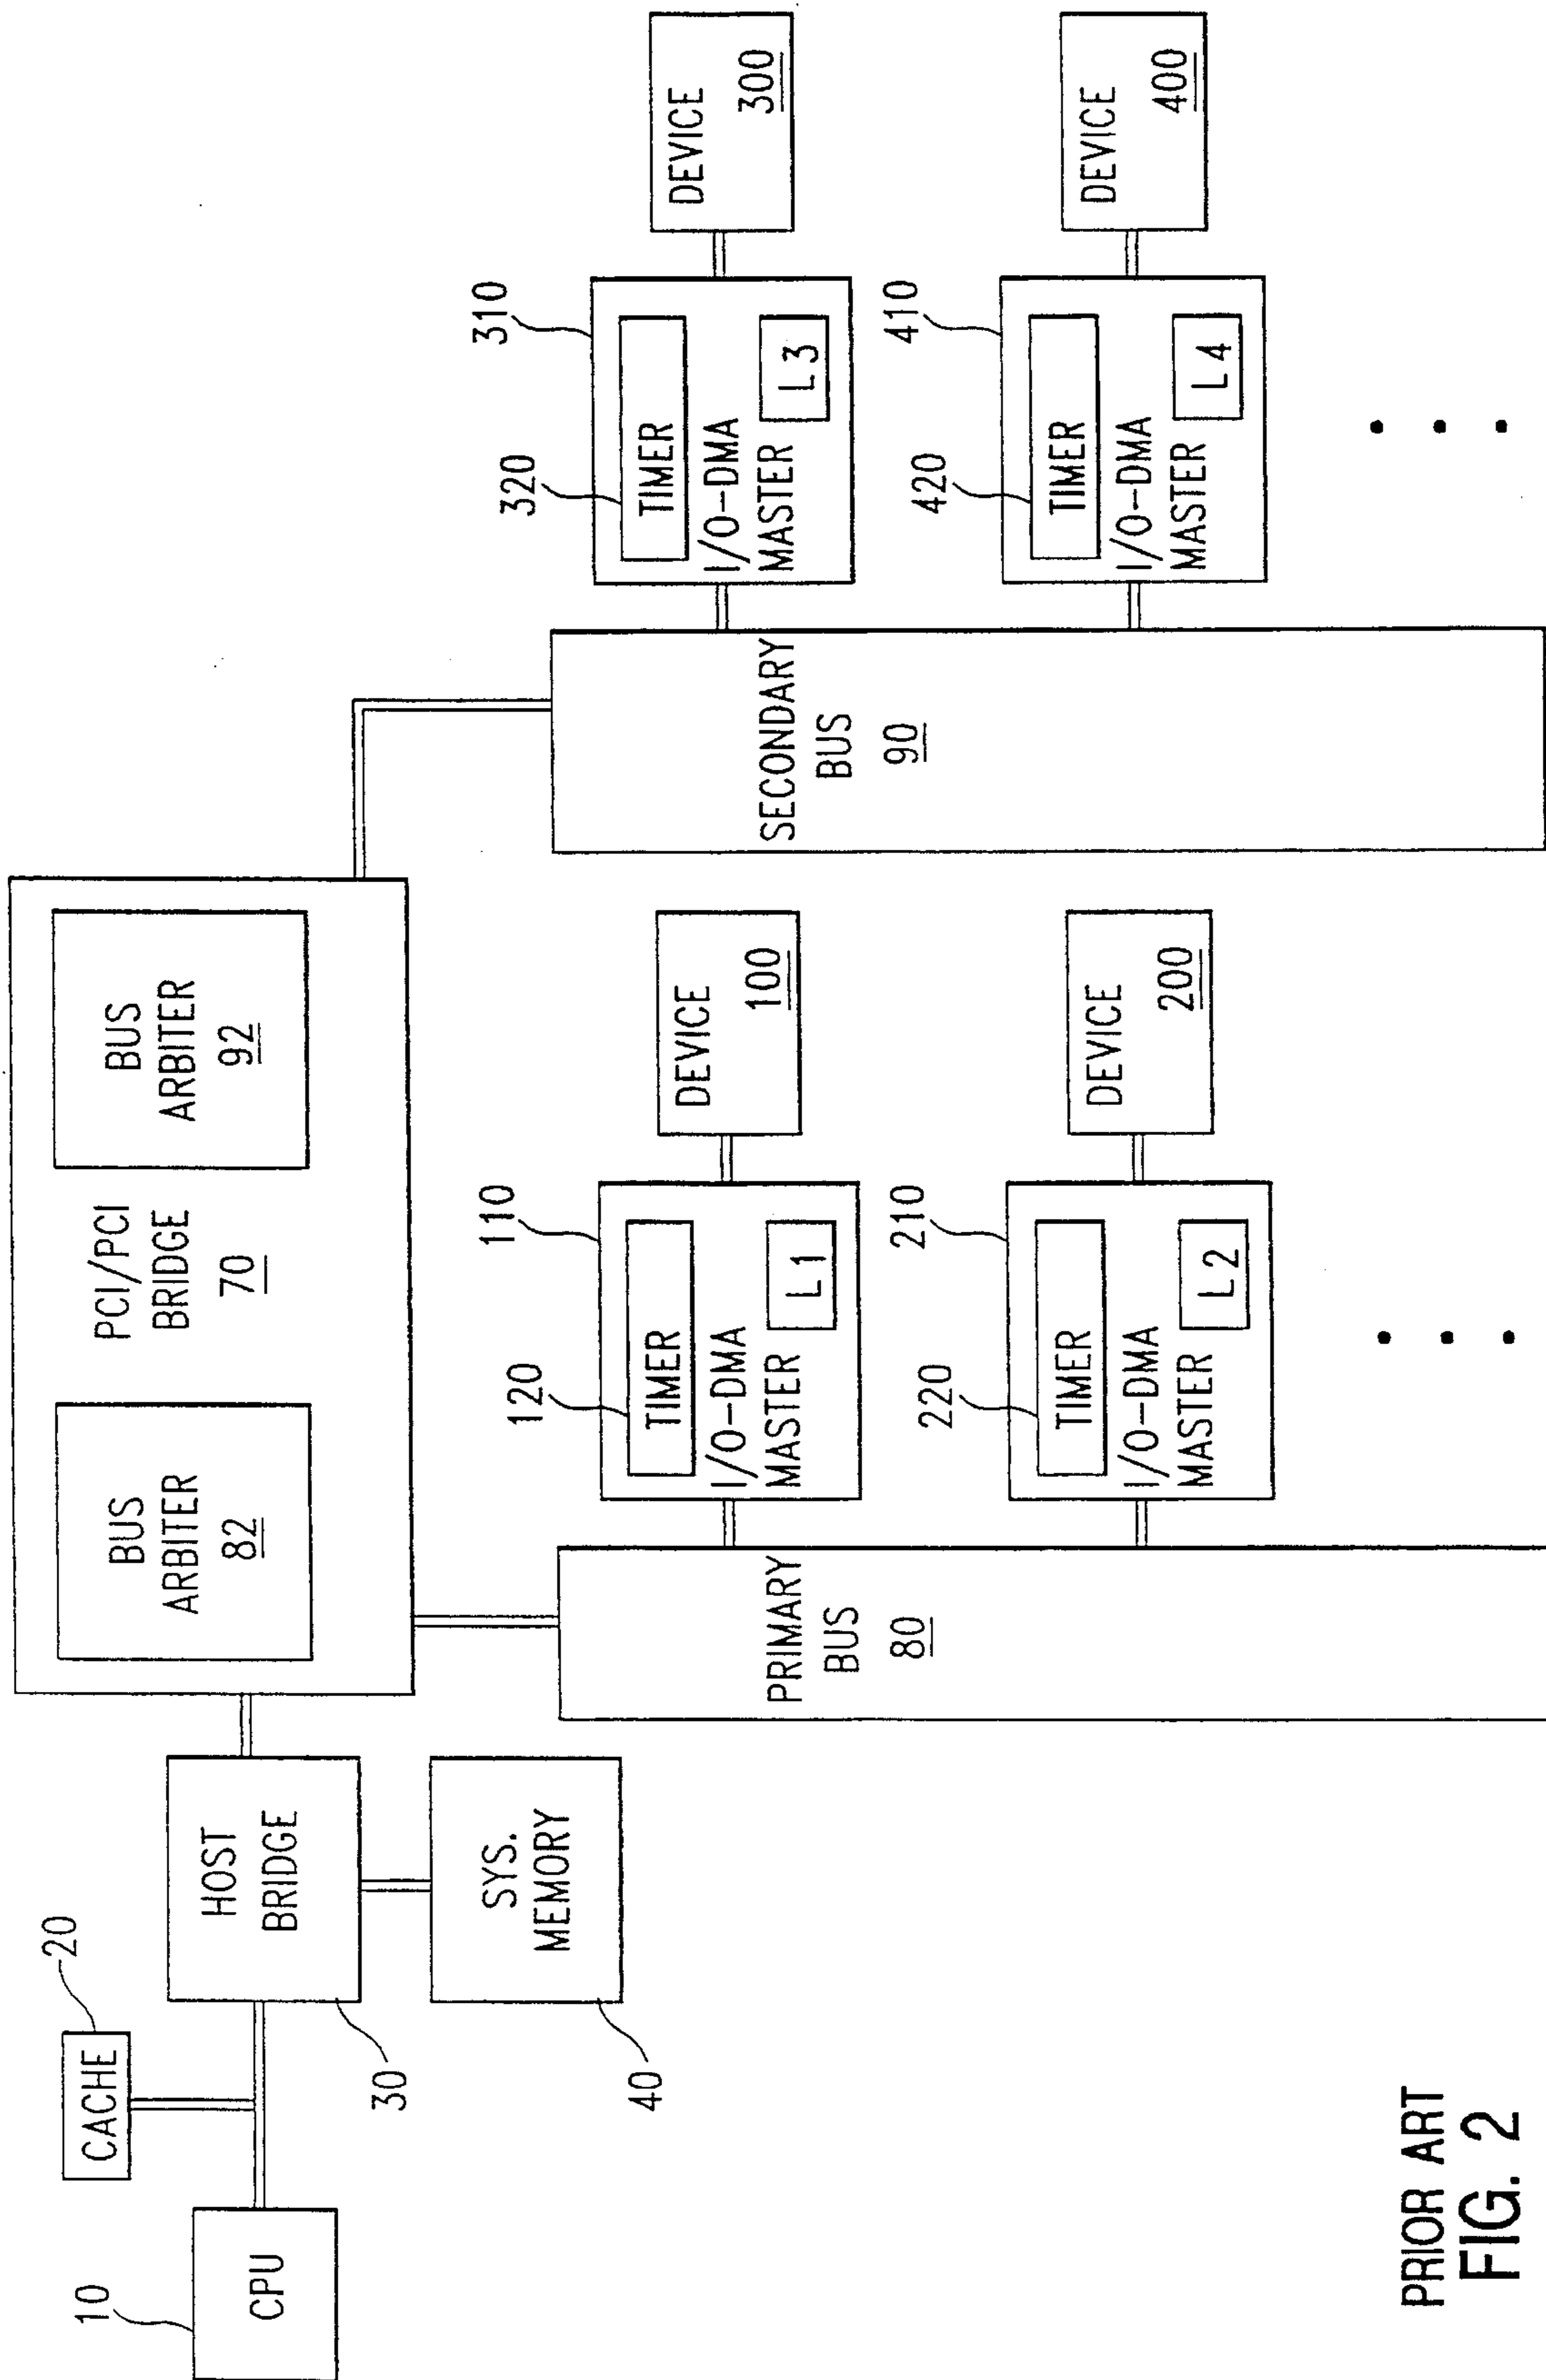 10
CPU
CACHE
20
HOST
BRIDGE
30
SYS.
MEMORY
40
BUS
ARBITER
82
PCI/PCI
BRIDGE
70
BUS
ARBITER
92
PRIMARY
BUS
80
110
120
TIMER
I/O-DMA
MASTER
L1
DEVICE
100
210
220
TIMER
I/O-DMA
MASTER
L2
DEVICE
200
SECONDARY
BUS
90
310
320
TIMER
I/O-DMA
MASTER
L3
DEVICE
300
410
420
TIMER
I/O-DMA
MASTER
L4
DEVICE
400
PRIOR ART
FIG. 2